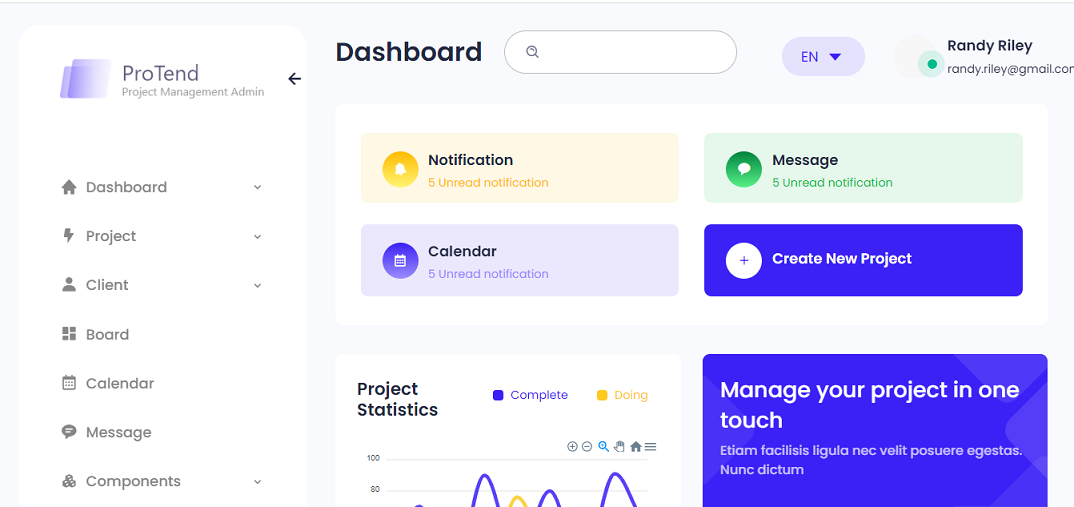 ProTend
Project Management Admin
Dashboard
Project
Client
Board
Calendar
Message
Components
Dashboard
EN
Randy Riley
randy.riley@gmail.com
Notification
5 Unread notification
Message
5 Unread notification
Calendar
5 Unread notification
Create New Project
Project
Statistics
Complete
Doing
100
80
Manage your project in one
touch
Etiam facilisis ligula nec velit posuere egestas.
Nunc dictum